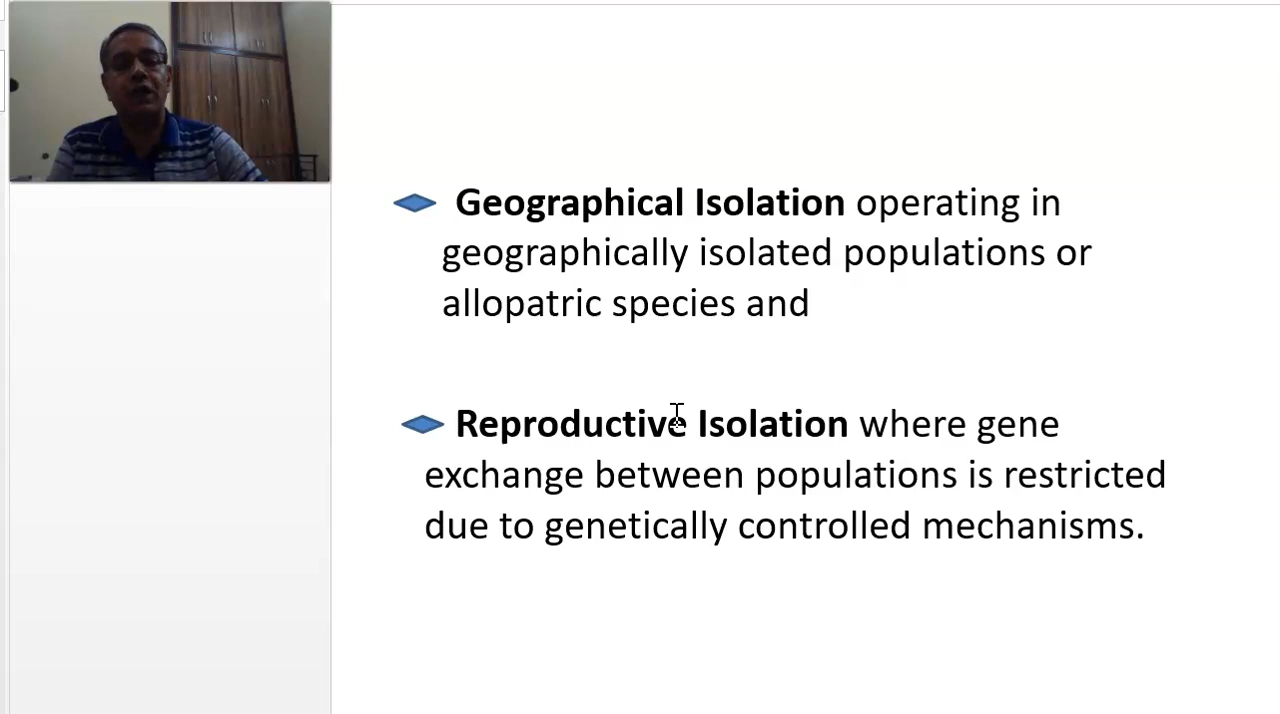 Geographical Isolation operating in
geographically isolated populations or
allopatric species and
Reproductive Isolation where gene
exchange between populations is restricted
due to genetically controlled mechanisms.